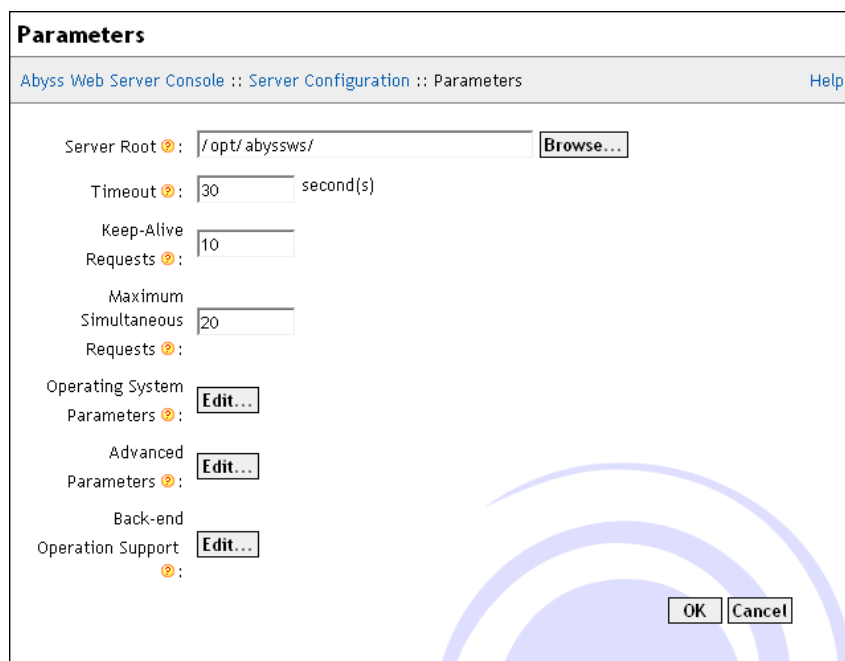 Parameters
Abyss Web Server Console :: Server Configuration :: Parameters Help
Server Root ?: /opt/abyssws/ Browse...
Timeout ?: 30 second(s)
Keep-Alive
Requests ?: 10
Maximum
Simultaneous
Requests ?: 20
Operating System
Parameters ?: Edit...
Advanced
Parameters ?: Edit...
Back-end
Operation Support
?: Edit...
OK Cancel